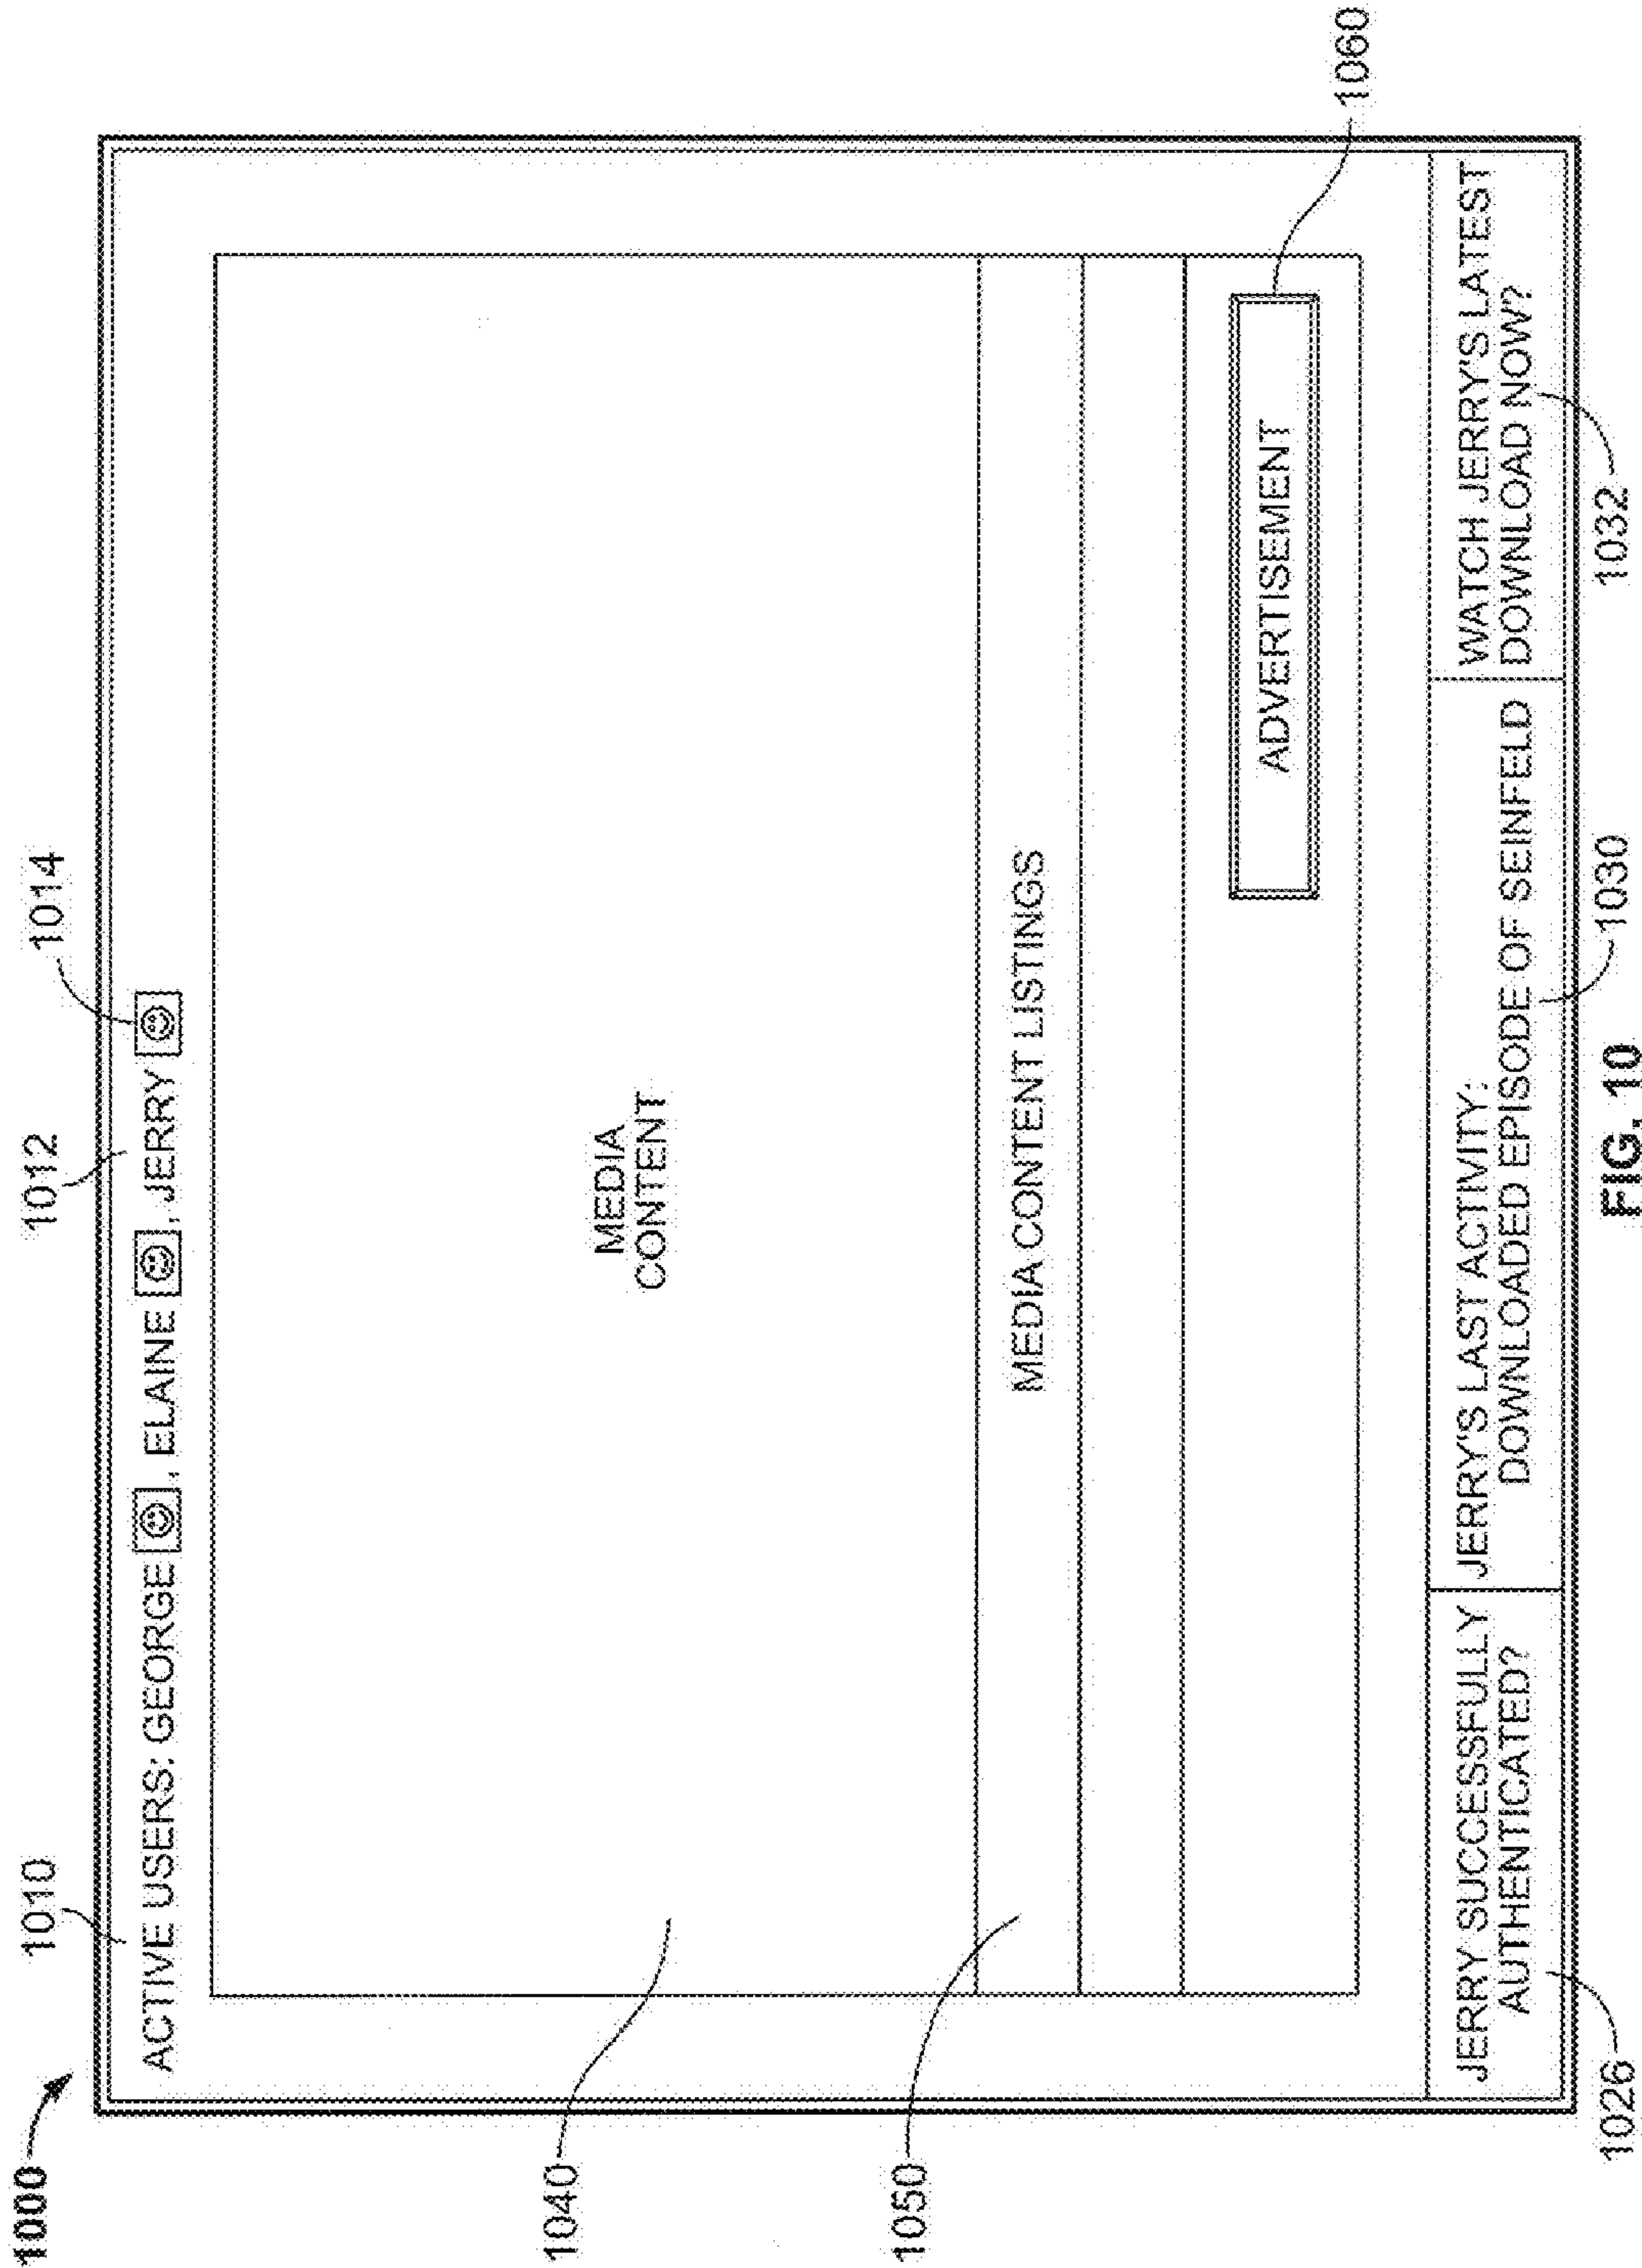 1000
1010
1012
1014
ACTIVE USERS: GEORGE ☺, ELAINE ☺, JERRY ☺
MEDIA
CONTENT
1040
MEDIA CONTENT LISTINGS
1050
ADVERTISEMENT
1060
JERRY SUCCESSFULLY
AUTHENTICATED?
JERRY'S LAST ACTIVITY:
DOWNLOADED EPISODE OF SEINFELD
WATCH JERRY'S LATEST
DOWNLOAD NOW?
1026
1030
1032
FIG. 10